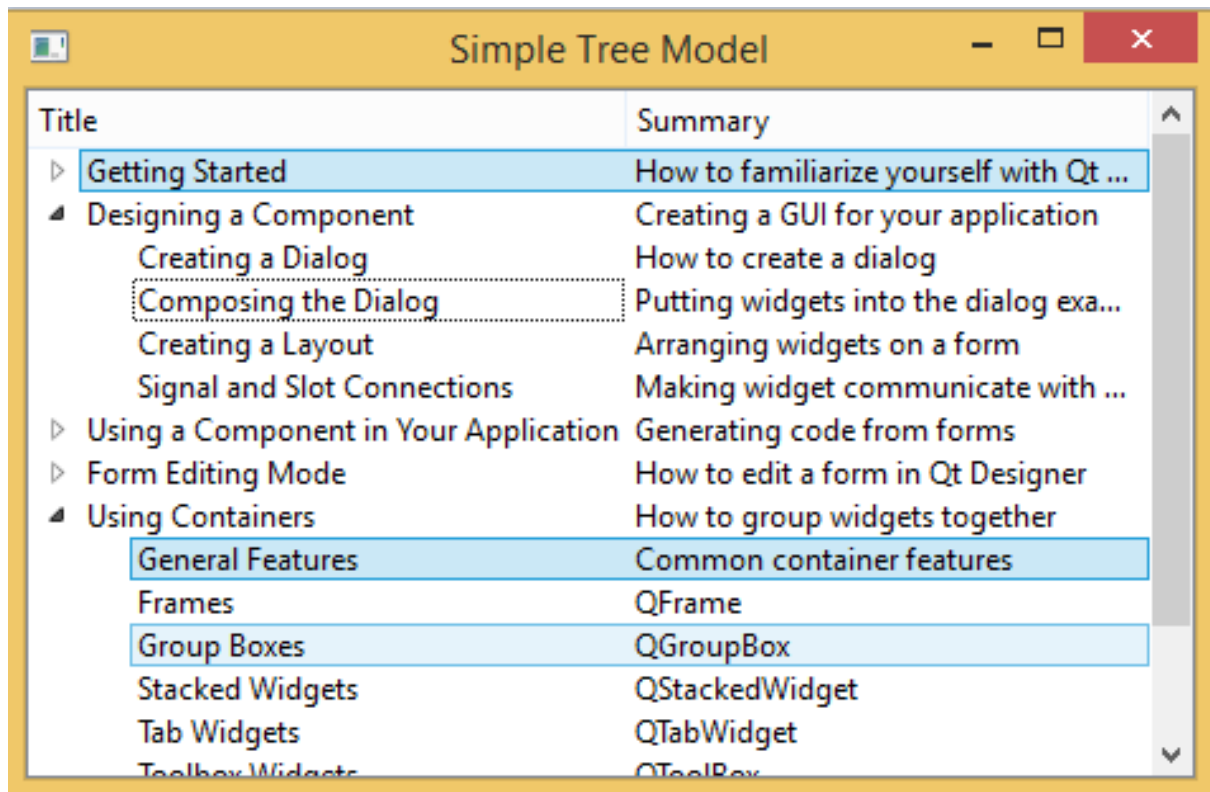 Simple Tree Model
Title Summary
Getting Started How to familiarize yourself with Qt ...
Designing a Component Creating a GUI for your application
Creating a Dialog How to create a dialog
Composing the Dialog Putting widgets into the dialog exa...
Creating a Layout Arranging widgets on a form
Signal and Slot Connections Making widget communicate with ...
Using a Component in Your Application Generating code from forms
Form Editing Mode How to edit a form in Qt Designer
Using Containers How to group widgets together
General Features Common container features
Frames QFrame
Group Boxes QGroupBox
Stacked Widgets QStackedWidget
Tab Widgets QTabWidget
Toolbox Widgets QToolBox